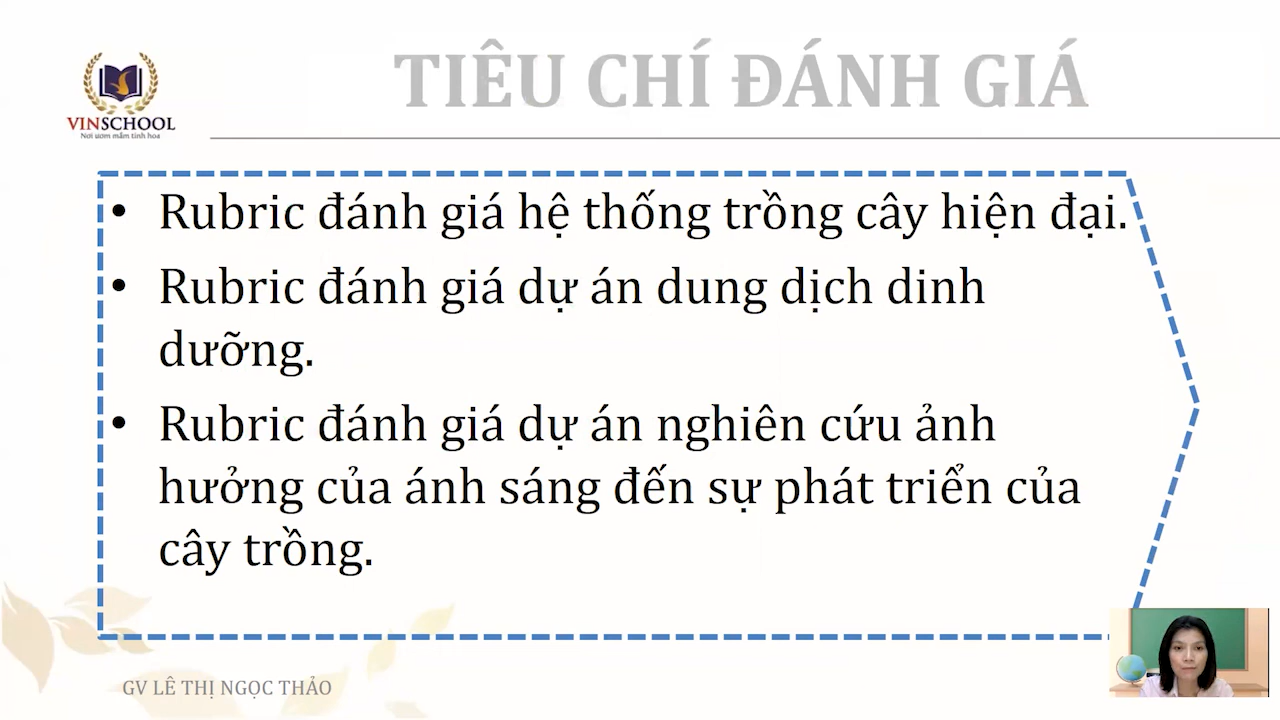 TIÊU CHÍ ĐÁNH GIÁ
VINSCHOOL
Nơi ươm mầm tinh hoa
• Rubric đánh giá hệ thống trồng cây hiện đại.
• Rubric đánh giá dự án dung dịch dinh
dưỡng.
• Rubric đánh giá dự án nghiên cứu ảnh
hưởng của ánh sáng đến sự phát triển của
cây trồng.
GV LÊ THỊ NGỌC THẢO